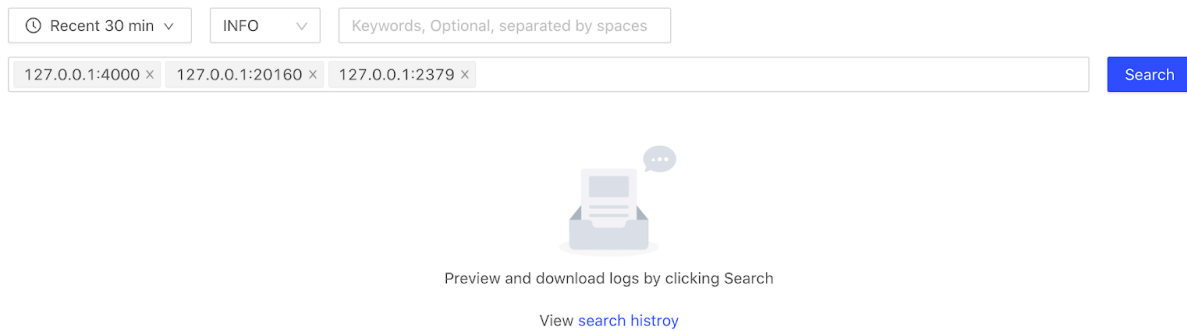 Recent 30 min INFO Keywords, Optional, separated by spaces
127.0.0.1:4000 × 127.0.0.1:20160 × 127.0.0.1:2379 × Search
Preview and download logs by clicking Search
View search histroy